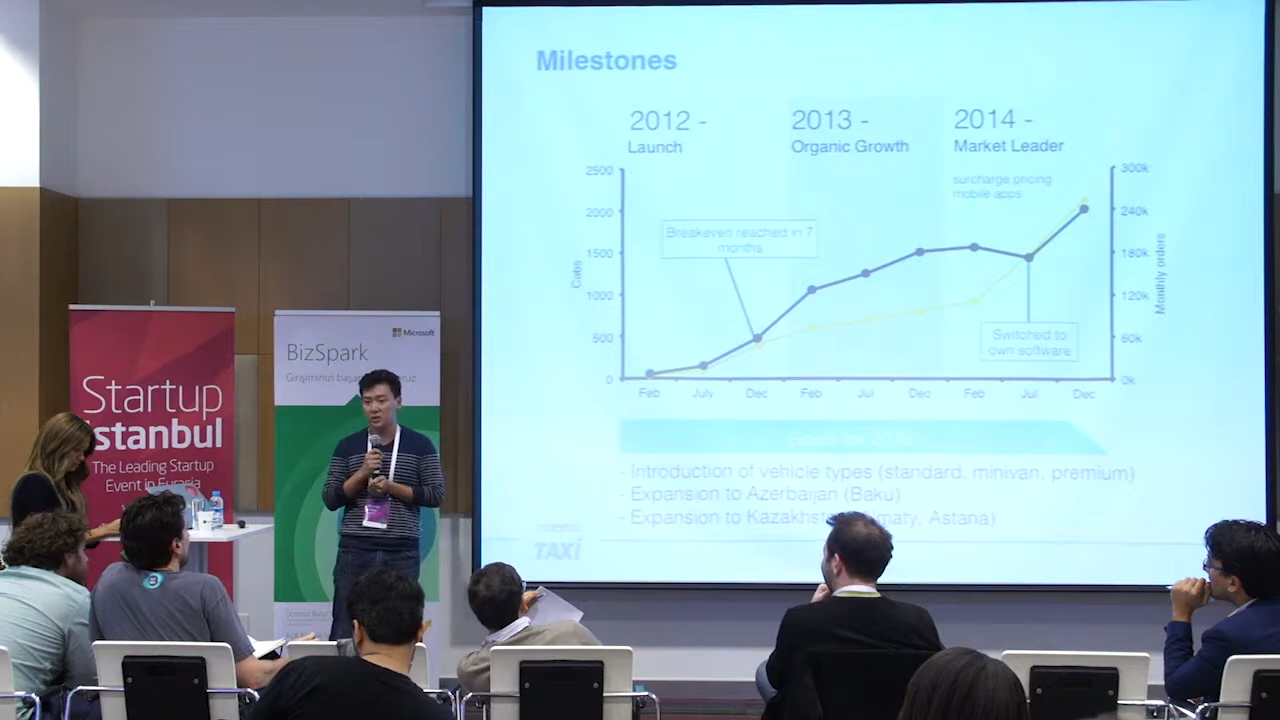 Milestones
2012 -
Launch
2013 -
Organic Growth
2014 -
Market Leader
surcharge pricing
mobile apps
2500
2000
1500
1000
500
0
Cabs
300k
240k
180k
120k
60k
0k
Monthly orders
Breakeven reached in 7
months
Switched to
own software
Feb
July
Dec
Feb
Jul
Dec
Feb
Jul
Dec
- Introduction of vehicle types (standard, minivan, premium)
- Expansion to Azerbaijan (Baku)
- Expansion to Astana)
TAXI
Startup
istanbul
The Leading Startup
Event in Eurasia
Microsoft
BizSpark
Girişiminizi